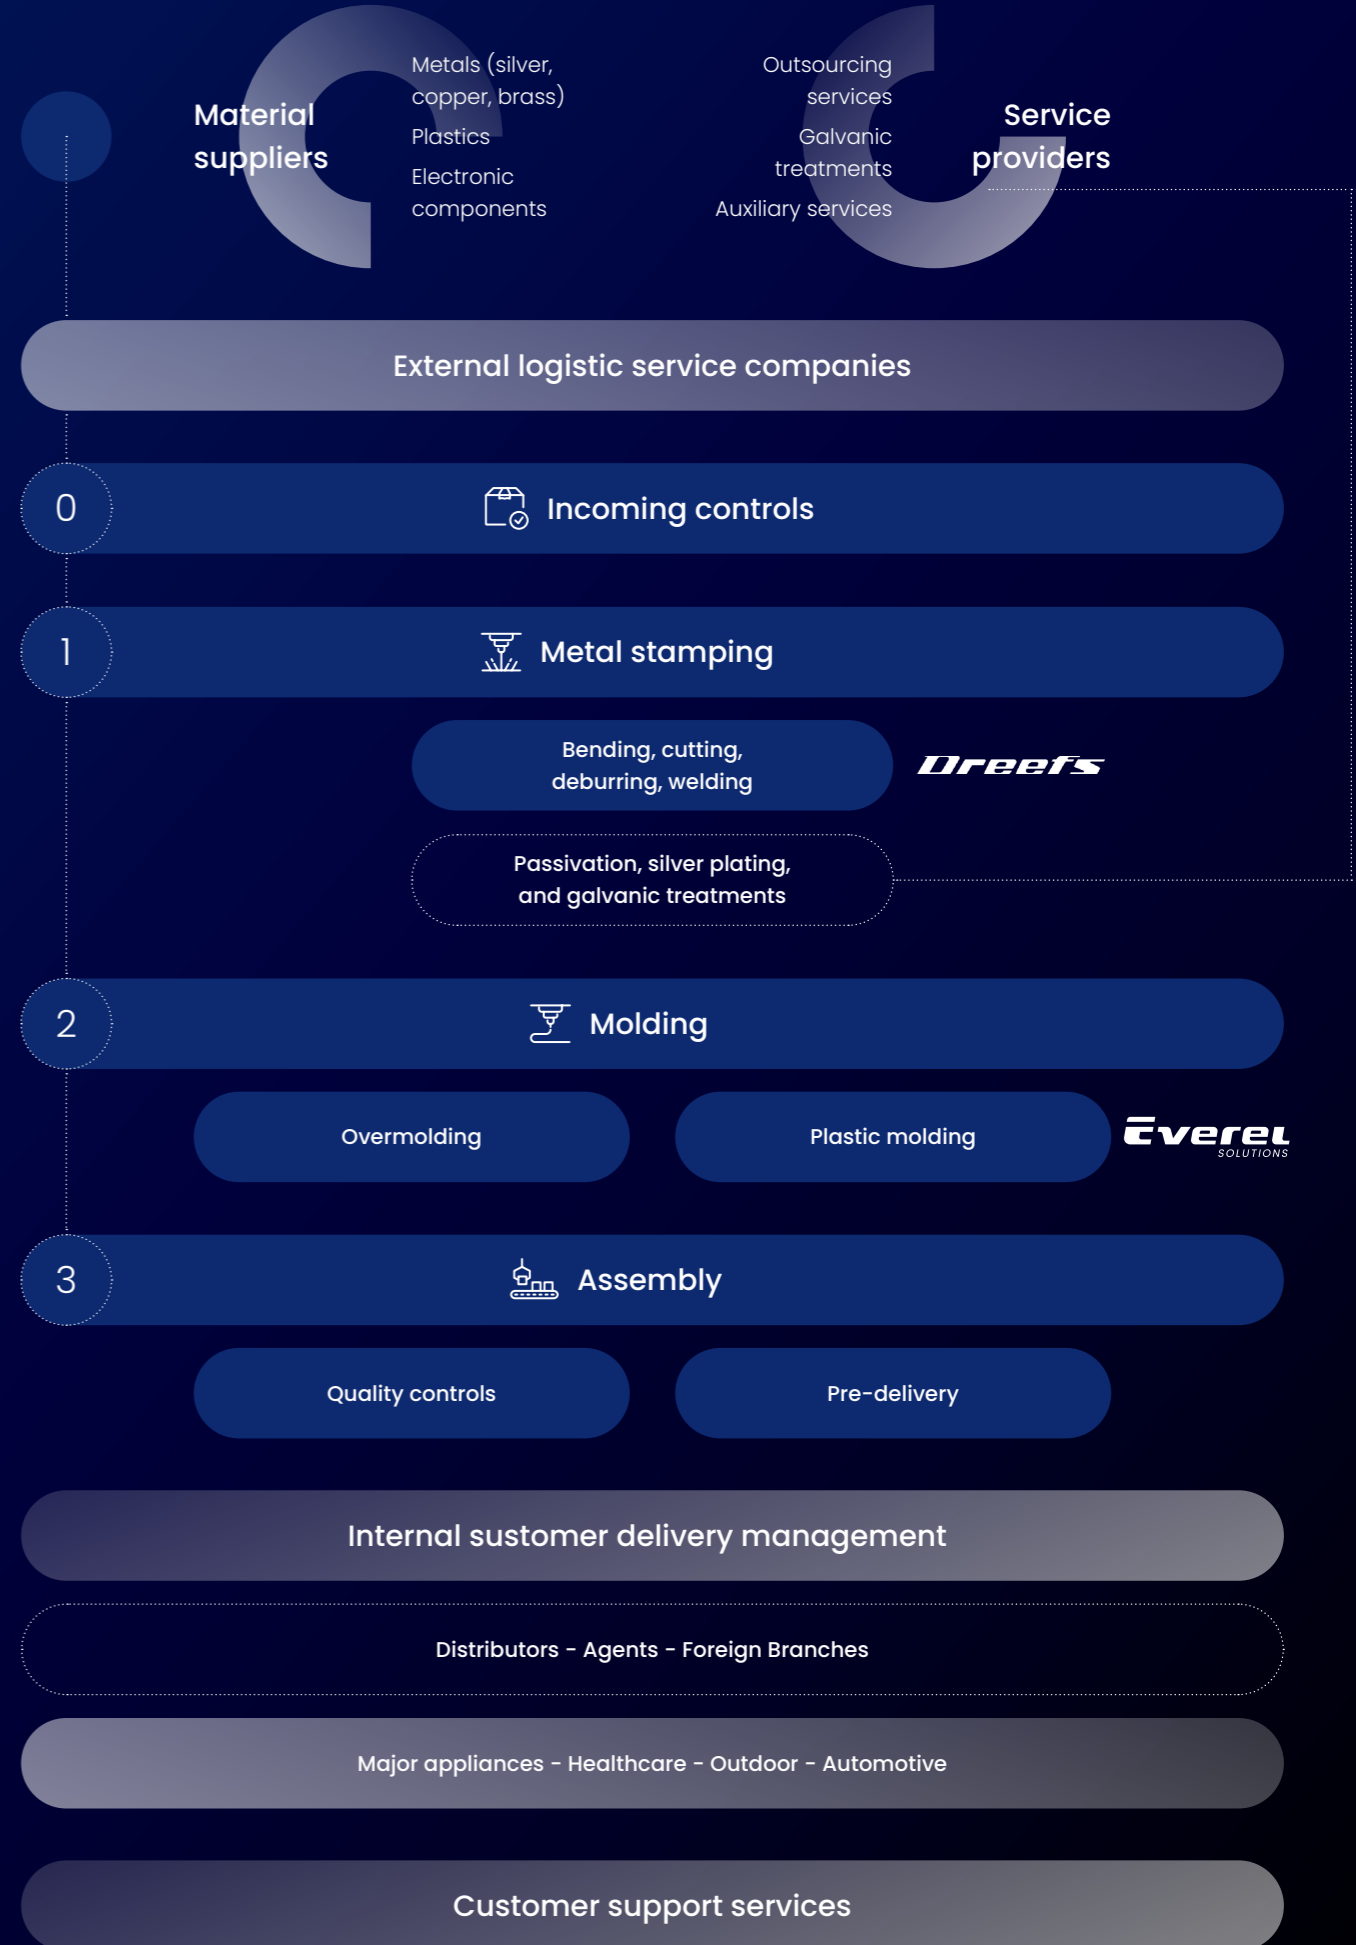 Material
suppliers
Metals (silver,
copper, brass)
Plastics
Electronic
components
Outsourcing
services
Galvanic
treatments
Auxiliary services
Service
providers
External logistic service companies
0
Incoming controls
1
Metal stamping
Bending, cutting,
deburring, welding
Dreefs
Passivation, silver plating,
and galvanic treatments
2
Molding
Overmolding
Plastic molding
Everel
SOLUTIONS
3
Assembly
Quality controls
Pre-delivery
Internal sustomer delivery management
Distributors - Agents - Foreign Branches
Major appliances - Healthcare - Outdoor - Automotive
Customer support services